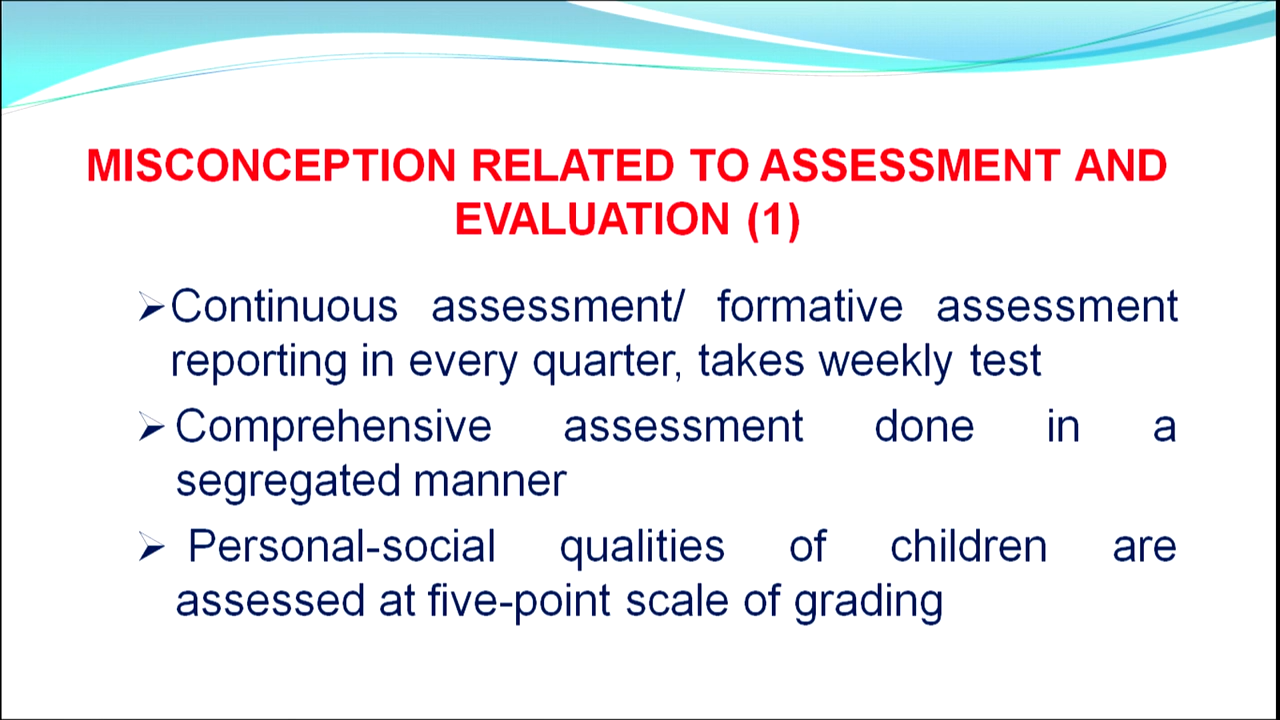 MISCONCEPTION RELATED TO ASSESSMENT AND
EVALUATION (1)
➢Continuous assessment/ formative assessment
reporting in every quarter, takes weekly test
➢Comprehensive assessment done in a
segregated manner
➢ Personal-social qualities of children are
assessed at five-point scale of grading